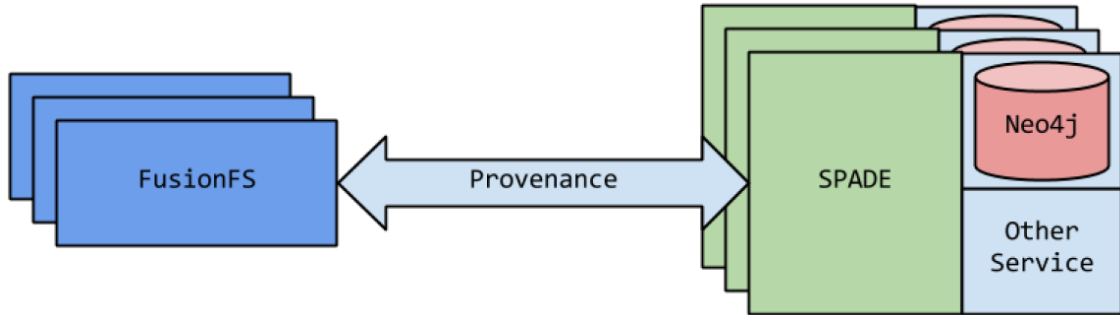 FusionFS
Provenance
SPADE
Neo4j
Other
Service